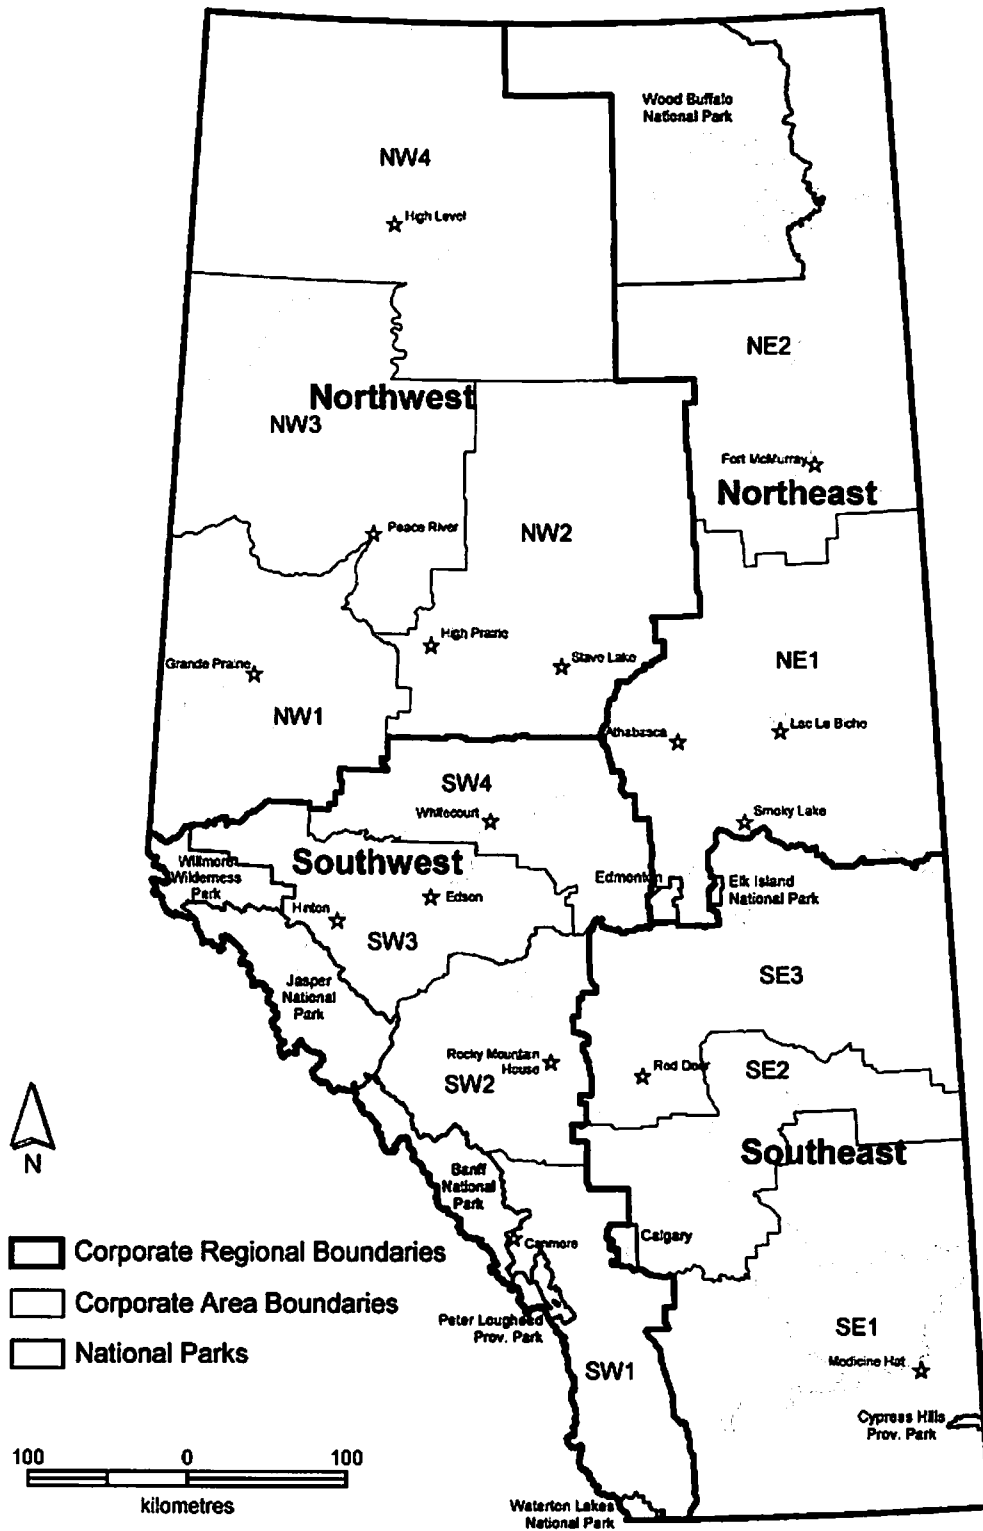 Wood Buffalo
National Park
NW4
High Level
NE2
Northwest
NW3
Fort McMurray
Northeast
Peace River
NW2
High Prairie
Slave Lake
Grande Prairie
NE1
NW1
Lac La Biche
Athabasca
SW4
Whitecourt
Smoky Lake
Willmore
Wilderness
Park
Southwest
Edmonton
Elk Island
National Park
Hinton
Edson
SW3
SE3
Jasper
National
Park
Rocky Mountain
House
SW2
Red Deer
SE2
N
Southeast
Banff
National
Park
Canmore
Calgary
Corporate Regional Boundaries
Corporate Area Boundaries
National Parks
Peter Lougheed
Prov. Park
SE1
SW1
Medicine Hat
Cypress Hills
Prov. Park
100 0 100
kilometres
Waterton Lakes
National Park